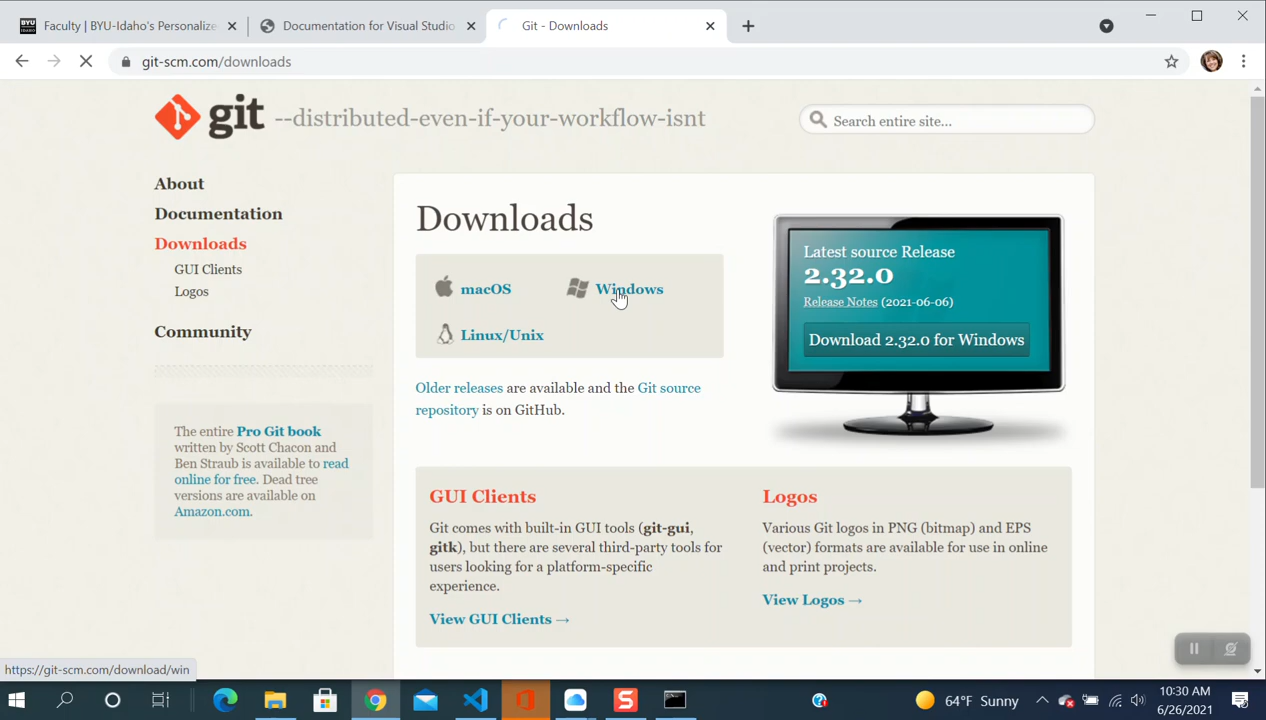 Faculty | BYU-Idaho's Personalize
Documentation for Visual Studio
Git - Downloads
git-scm.com/downloads
git --distributed-even-if-your-workflow-isnt
Search entire site...
About
Documentation
Downloads
GUI Clients
Logos
Community
The entire Pro Git book
written by Scott Chacon and
Ben Straub is available to read
online for free. Dead tree
versions are available on
Amazon.com.
Downloads
macOS
Windows
Linux/Unix
Older releases are available and the Git source
repository is on GitHub.
Latest source Release
2.32.0
Release Notes (2021-06-06)
Download 2.32.0 for Windows
GUI Clients
Git comes with built-in GUI tools (git-gui,
gitk), but there are several third-party tools for
users looking for a platform-specific
experience.
View GUI Clients →
Logos
Various Git logos in PNG (bitmap) and EPS
(vector) formats are available for use in online
and print projects.
View Logos →
https://git-scm.com/download/win
64°F Sunny
10:30 AM
6/26/2021